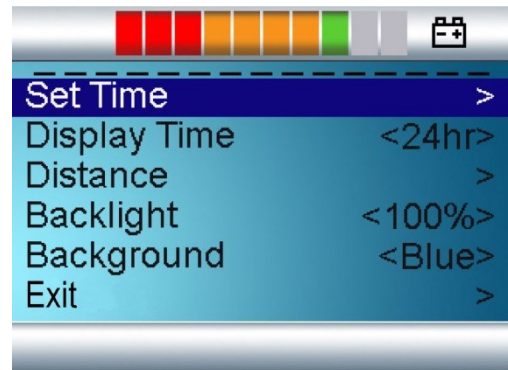 Set Time >
Display Time <24hr>
Distance >
Backlight <100%>
Background <Blue>
Exit >